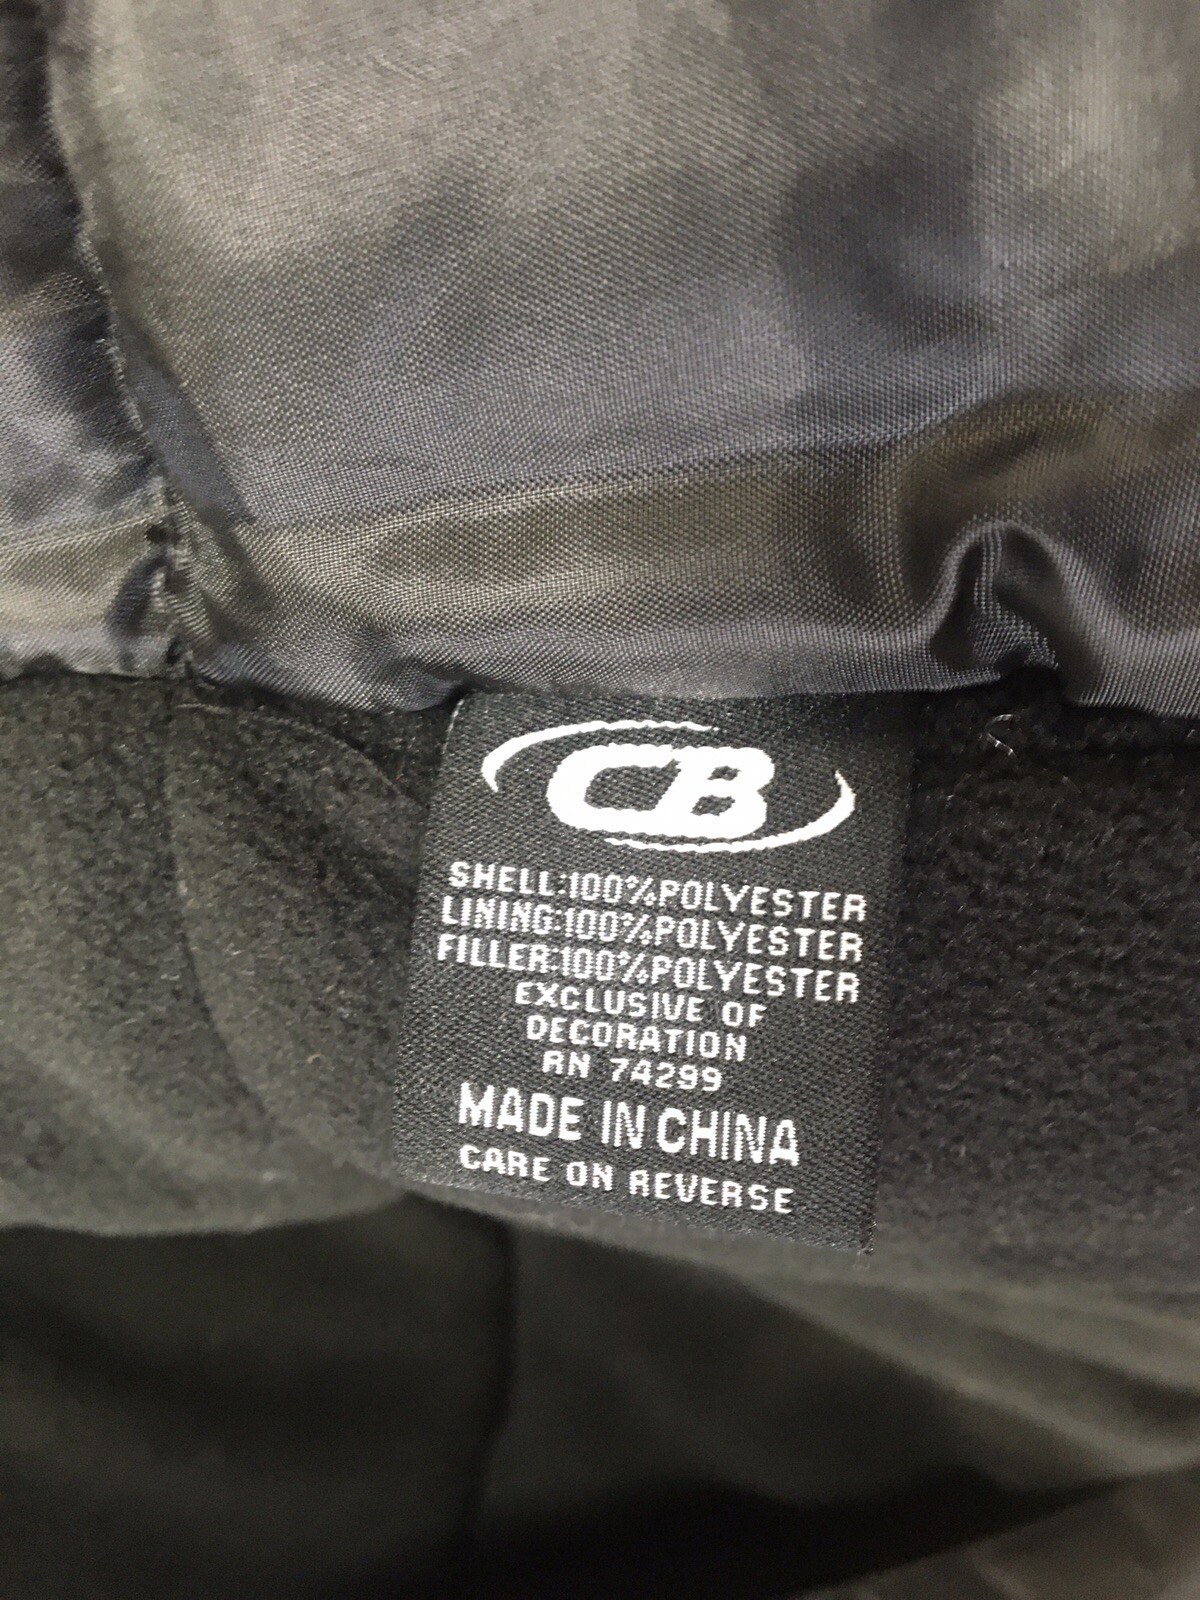 CB
SHELL:100%POLYESTER
LINING:100%POLYESTER
FILLER:100%POLYESTER
EXCLUSIVE OF
DECORATION
RN 74299
MADE IN CHINA
CARE ON REVERSE